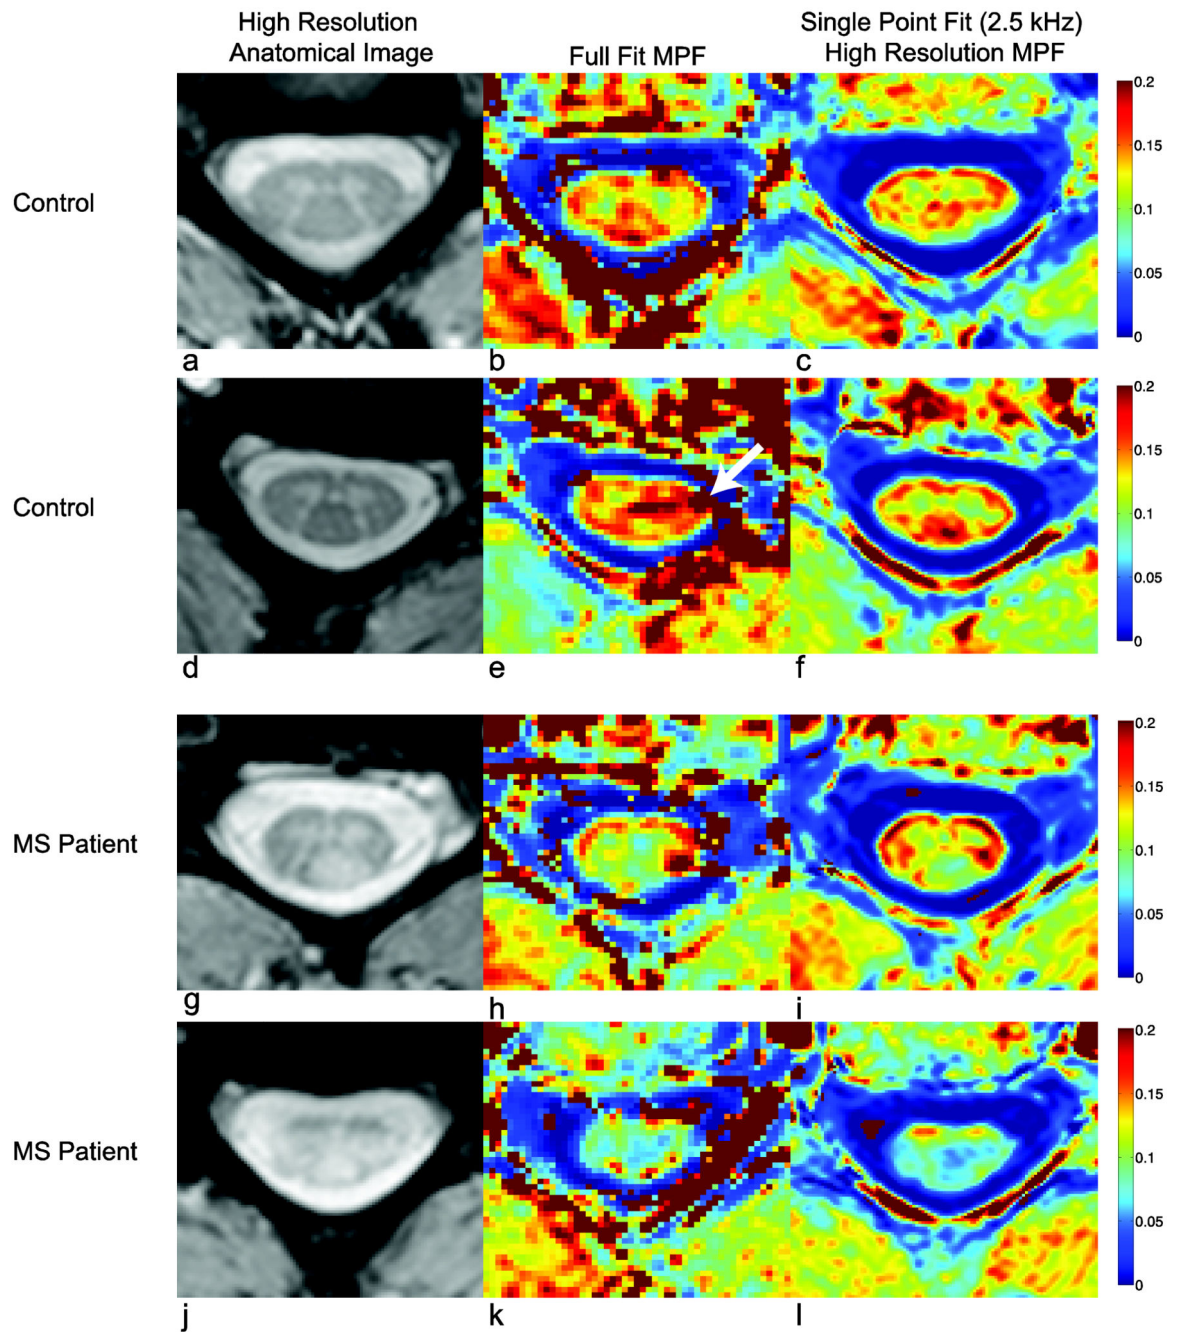 High Resolution
Anatomical Image
Full Fit MPF
Single Point Fit (2.5 kHz)
High Resolution MPF
Control
0.2
0.15
0.1
0.05
0
a
b
c
Control
0.2
0.15
0.1
0.05
0
d
e
f
MS Patient
0.2
0.15
0.1
0.05
0
g
h
i
MS Patient
0.2
0.15
0.1
0.05
0
j
k
l